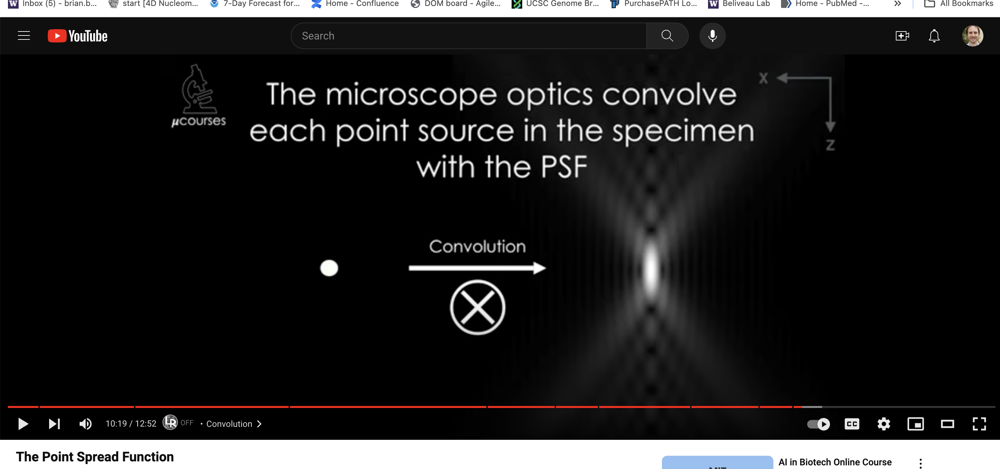 Inbox (5) - brian.b... start [4D Nucleom... 7-Day Forecast for... Home - Confluence DOM board - Agile... UCSC Genome Br... PurchasePATH Lo... Beliveau Lab Home - PubMed -... » All Bookmarks
YouTube
Search
µcourses
The microscope optics convolve
each point source in the specimen
with the PSF
X
Z
Convolution
10:19 / 12:52 LR OFF • Convolution
CC
The Point Spread Function
AI in Biotech Online Course
MIT